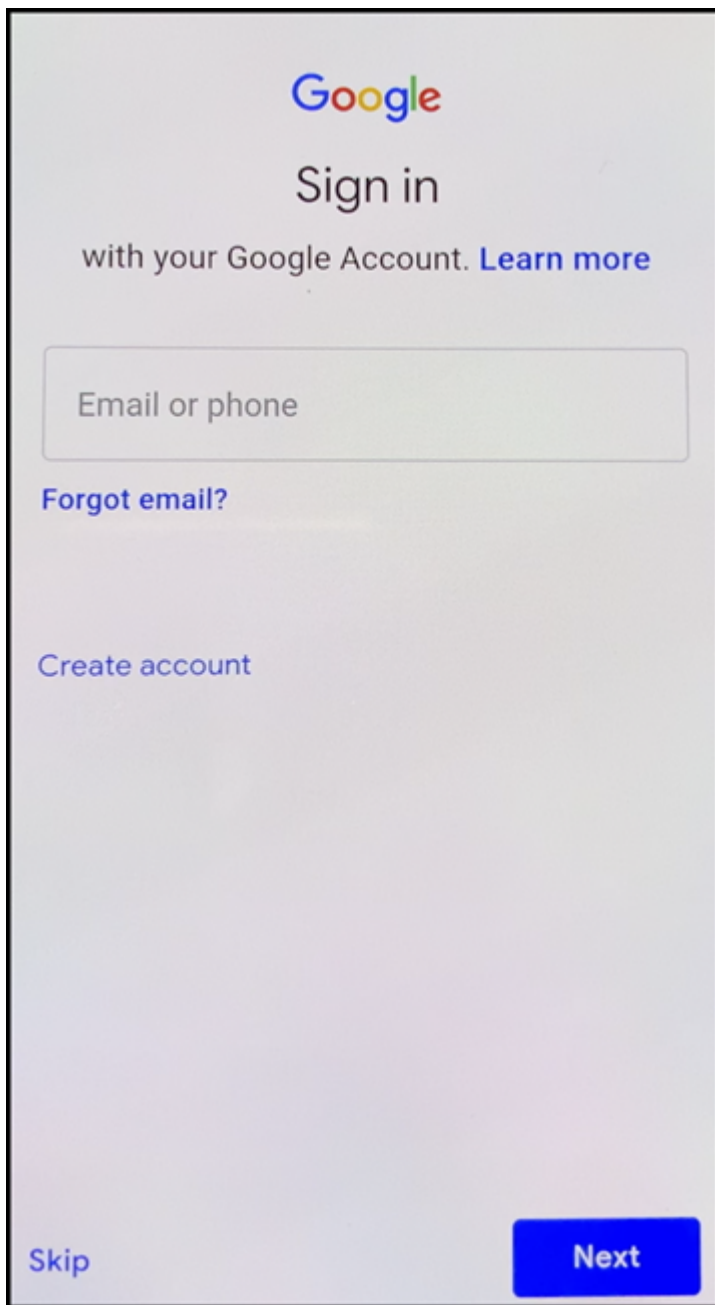 Google
Sign in
with your Google Account. Learn more
Email or phone
Forgot email?
Create account
Skip
Next